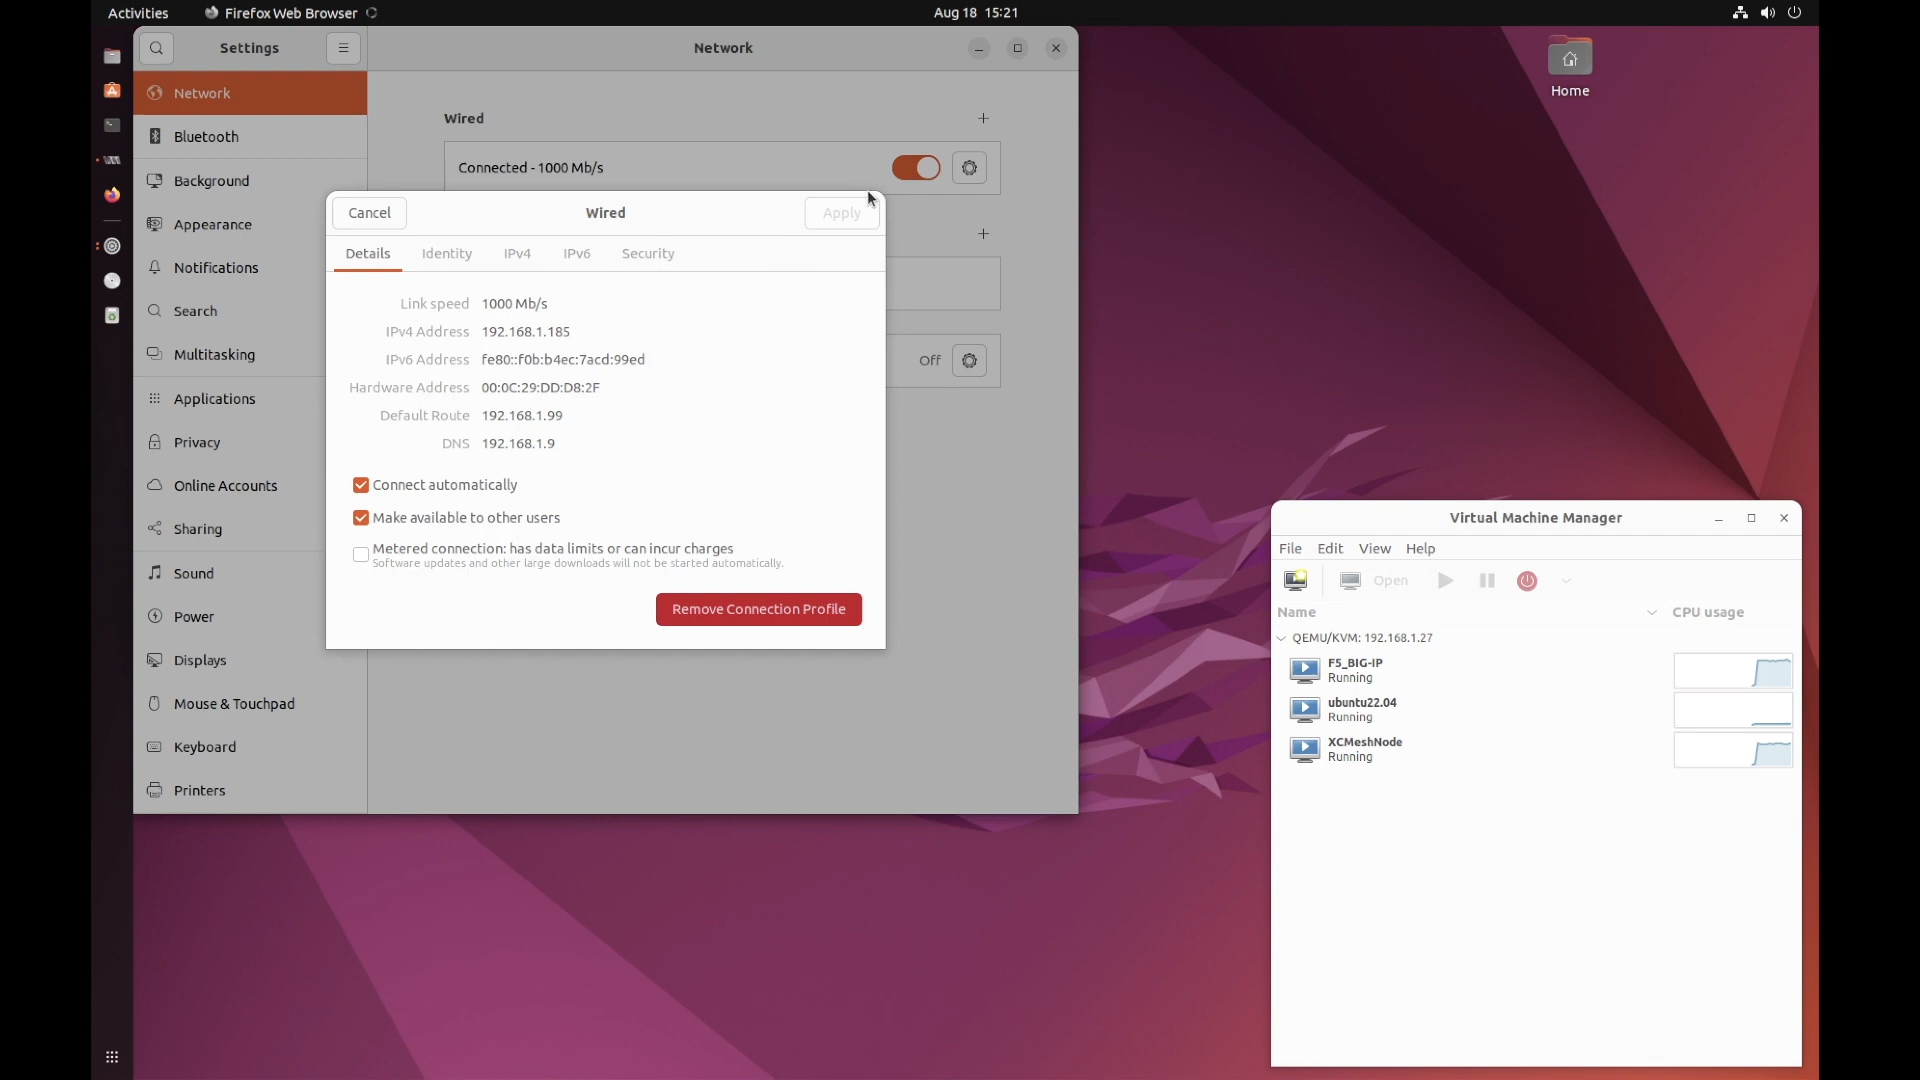 Activities
Firefox Web Browser
Aug 18 15:21
Settings
Network
Network
Bluetooth
Background
Appearance
Notifications
Search
Multitasking
Applications
Privacy
Online Accounts
Sharing
Sound
Power
Displays
Mouse & Touchpad
Keyboard
Printers
Wired
Connected - 1000 Mb/s
Off
Cancel
Wired
Apply
Details
Identity
IPv4
IPv6
Security
Link speed 1000 Mb/s
IPv4 Address 192.168.1.185
IPv6 Address fe80::f0b:b4ec:7acd:99ed
Hardware Address 00:0C:29:DD:D8:2F
Default Route 192.168.1.99
DNS 192.168.1.9
Connect automatically
Make available to other users
Metered connection: has data limits or can incur charges
Software updates and other large downloads will not be started automatically.
Remove Connection Profile
Home
Virtual Machine Manager
File Edit View Help
Open
Name
CPU usage
QEMU/KVM: 192.168.1.27
F5_BIG-IP
Running
ubuntu22.04
Running
XCMeshNode
Running